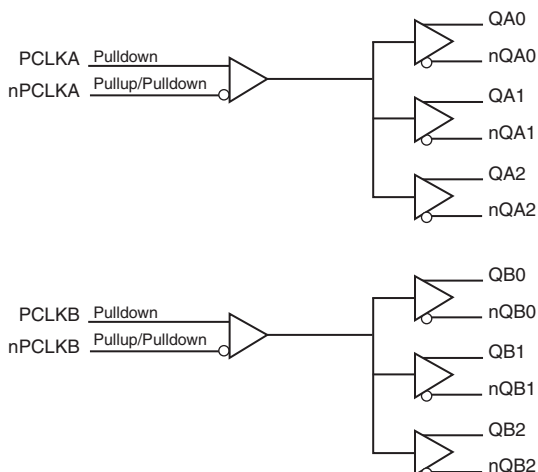 QA0
PCLKA Pulldown
nPCLKA Pullup/Pulldown
nQA0
QA1
nQA1
QA2
nQA2
QB0
PCLKB Pulldown
nPCLKB Pullup/Pulldown
nQB0
QB1
nQB1
QB2
nQB2